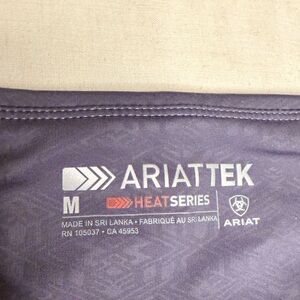 ARIATTEK
M HEATSERIES
MADE IN SRI LANKA • FABRIQUÉ AU SRI LANKA
RN 105037 • CA 45953
ARIAT